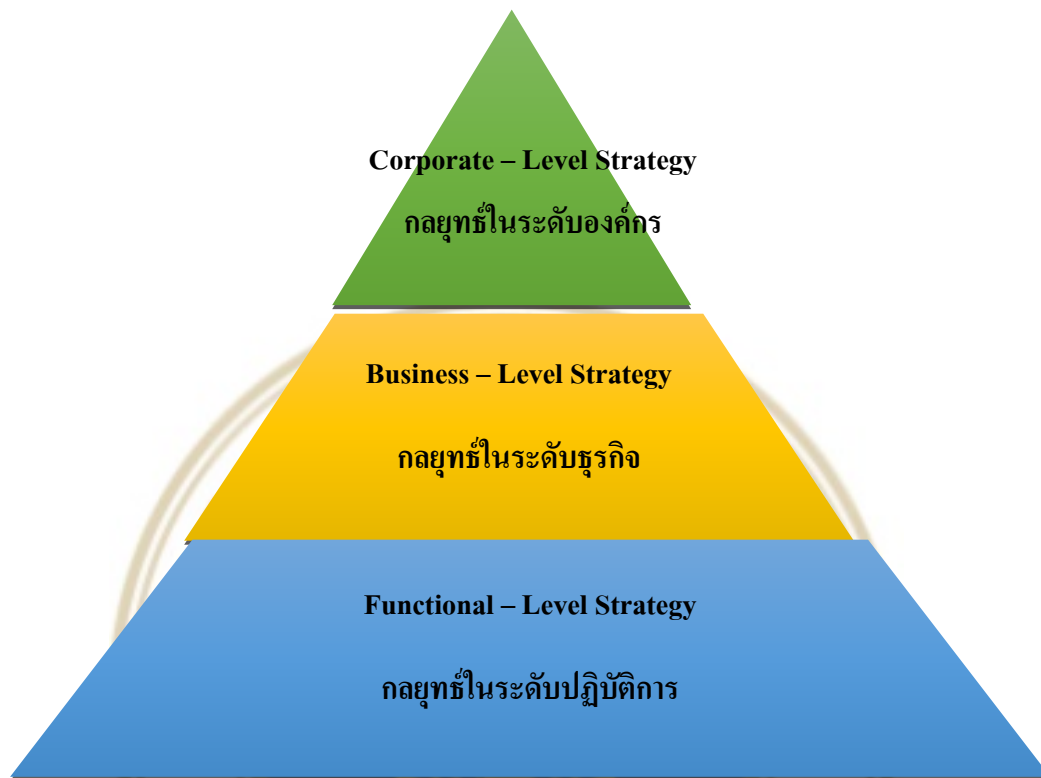 Corporate – Level Strategy
กลยุทธ์ในระดับองค์กร
Business – Level Strategy
กลยุทธ์ในระดับธุรกิจ
Functional – Level Strategy
กลยุทธ์ในระดับปฏิบัติการ